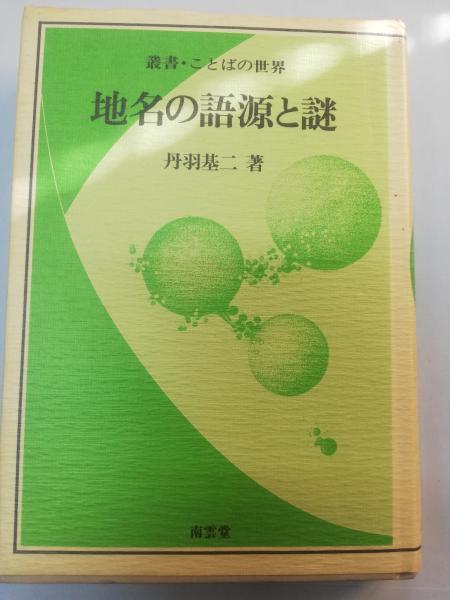 叢書・ことばの世界
地名の語源と謎
丹羽基二 著
南雲堂